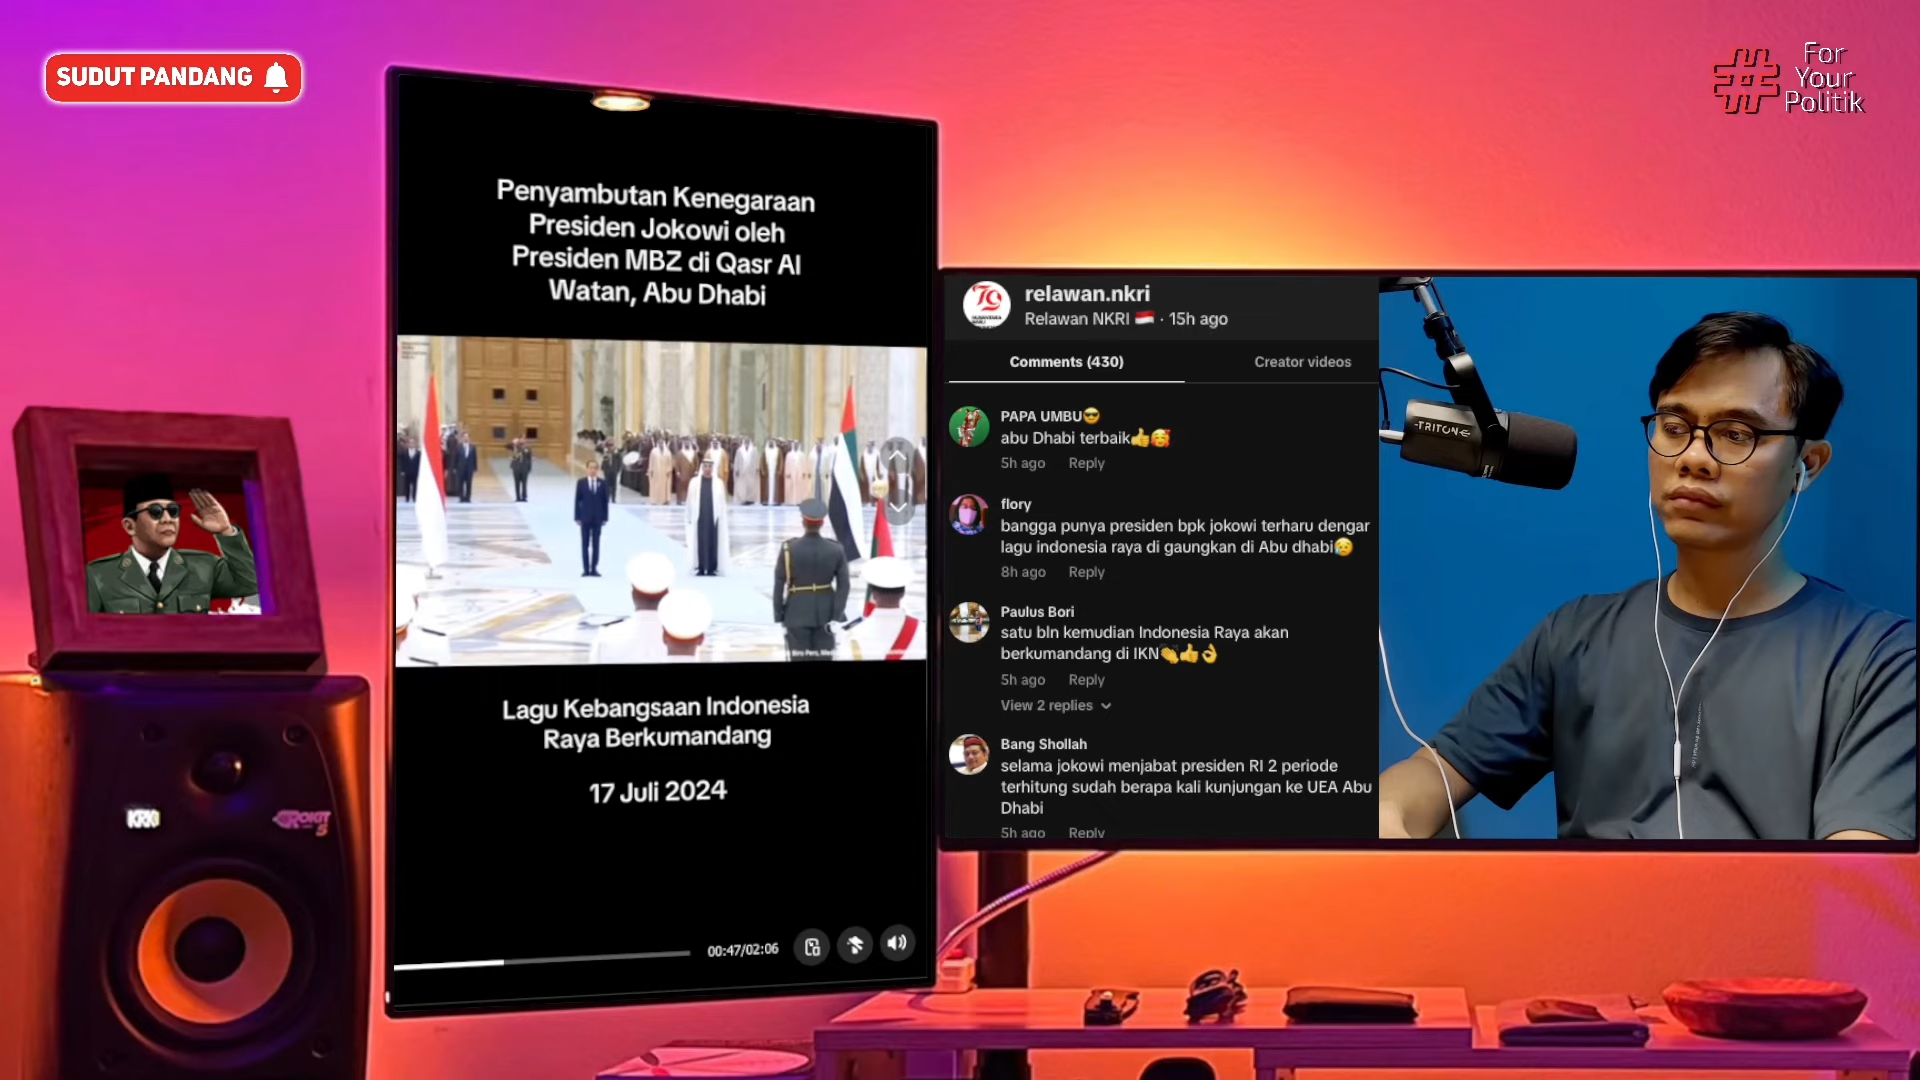 SUDUT PANDANG
For
Your
Politik
Penyambutan Kenegaraan
Presiden Jokowi oleh
Presiden MBZ di Qasr Al
Watan, Abu Dhabi
Lagu Kebangsaan Indonesia
Raya Berkumandang
17 Juli 2024
00:47/02:06
relawan.nkri
Relawan NKRI 🇮🇩 · 15h ago
Comments (430)
Creator videos
PAPA UMBU😎
abu Dhabi terbaik👍🥰
5h ago Reply
flory
bangga punya presiden bpk jokowi terharu dengar
lagu indonesia raya di gaungkan di Abu dhabi😥
8h ago Reply
Paulus Bori
satu bln kemudian Indonesia Raya akan
berkumandang di IKN👏👍👌
5h ago Reply
View 2 replies
Bang Shollah
selama jokowi menjabat presiden RI 2 periode
terhitung sudah berapa kali kunjungan ke UEA Abu
Dhabi
5h ago Reply
TRITON
KRK
ROKIT
5